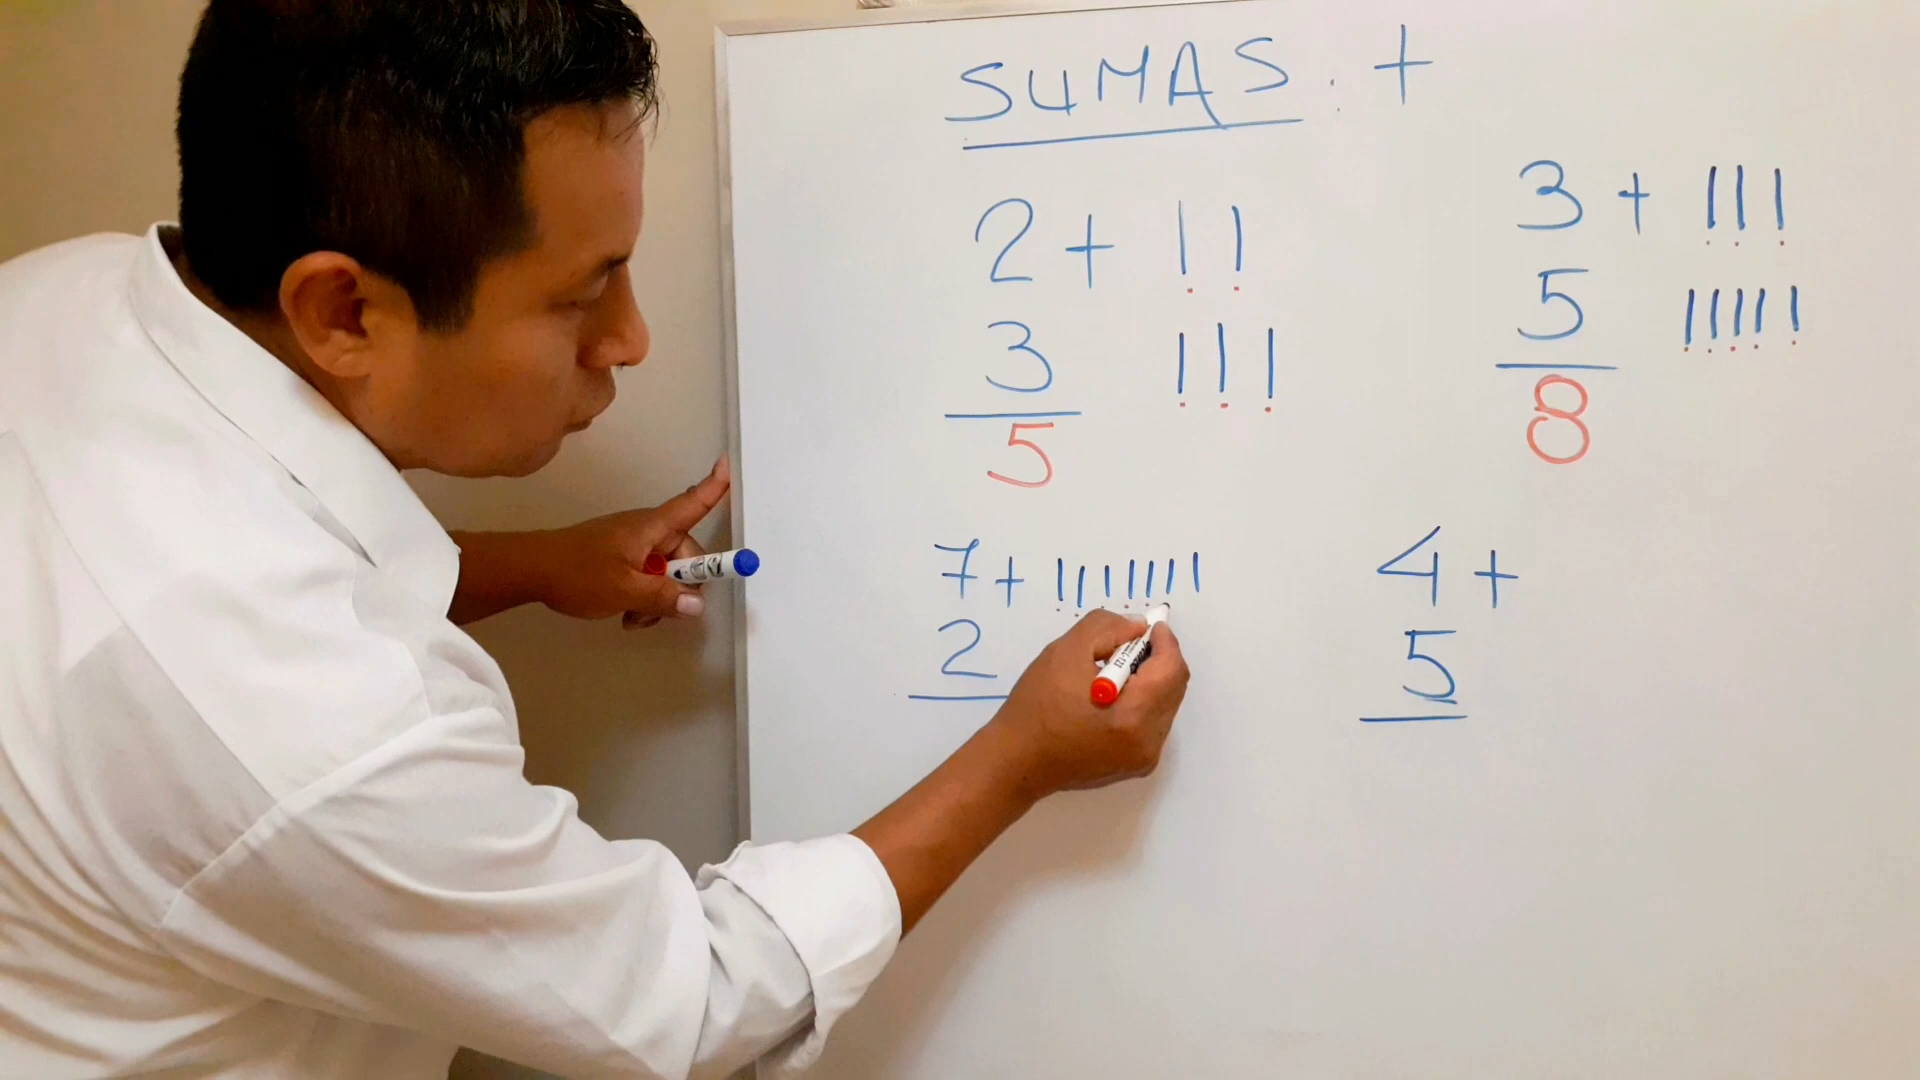 SUMAS: +
2 + | |
3 | | |
5
3 + | | |
5 | | | | |
8
7 + | | | | | | |
2
4 +
5